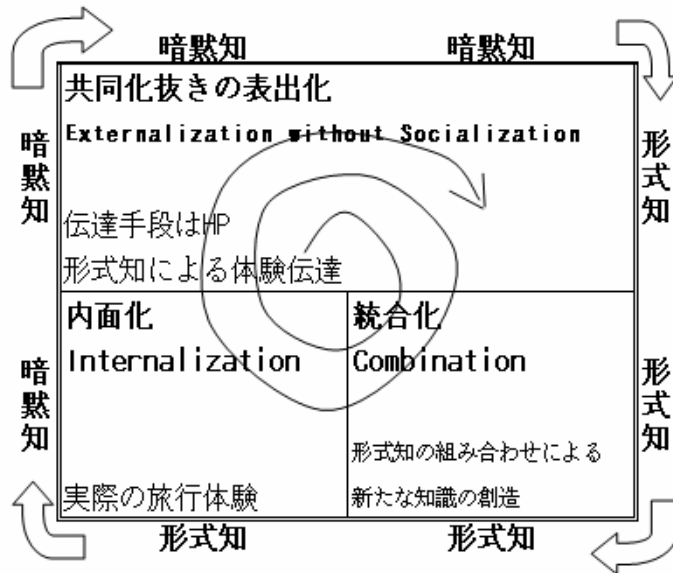 暗黙知 暗黙知
共同化抜きの表出化
Externalization without Socialization
暗黙知
形式知
伝達手段はHP
形式知による体験伝達
内面化
Internalization
統合化
Combination
暗黙知
形式知
形式知の組み合わせによる
新たな知識の創造
実際の旅行体験
形式知 形式知